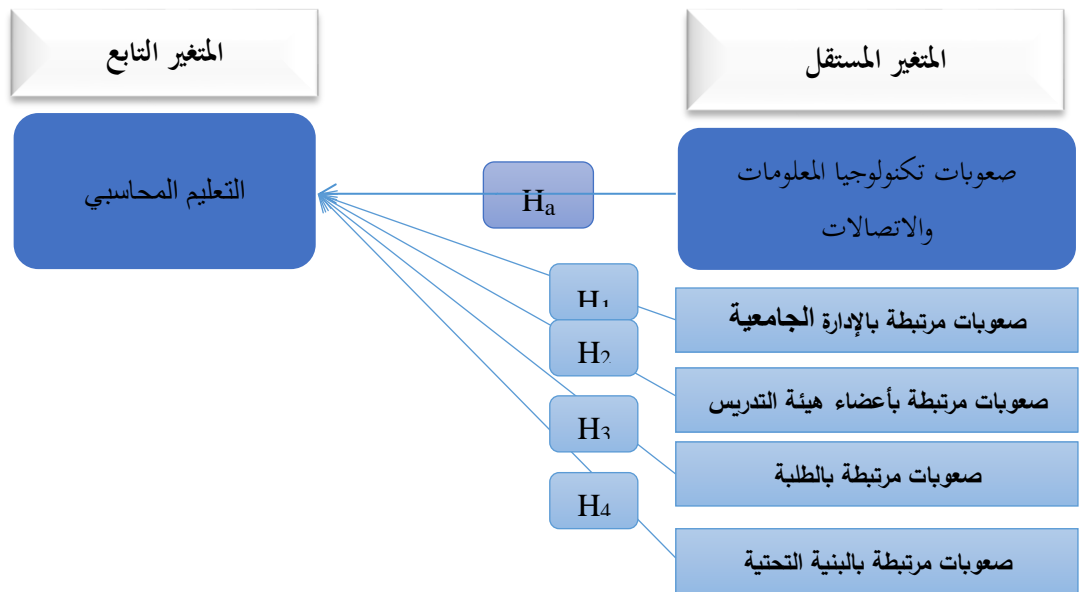 المتغير المستقل
المتغير التابع
صعوبات تكنولوجيا المعلومات
والاتصالات
التعليم المحاسبي
Ha
H1
صعوبات مرتبطة بالإدارة الجامعية
H2
صعوبات مرتبطة بأعضاء هيئة التدريس
H3
صعوبات مرتبطة بالطلبة
H4
صعوبات مرتبطة بالبنية التحتية